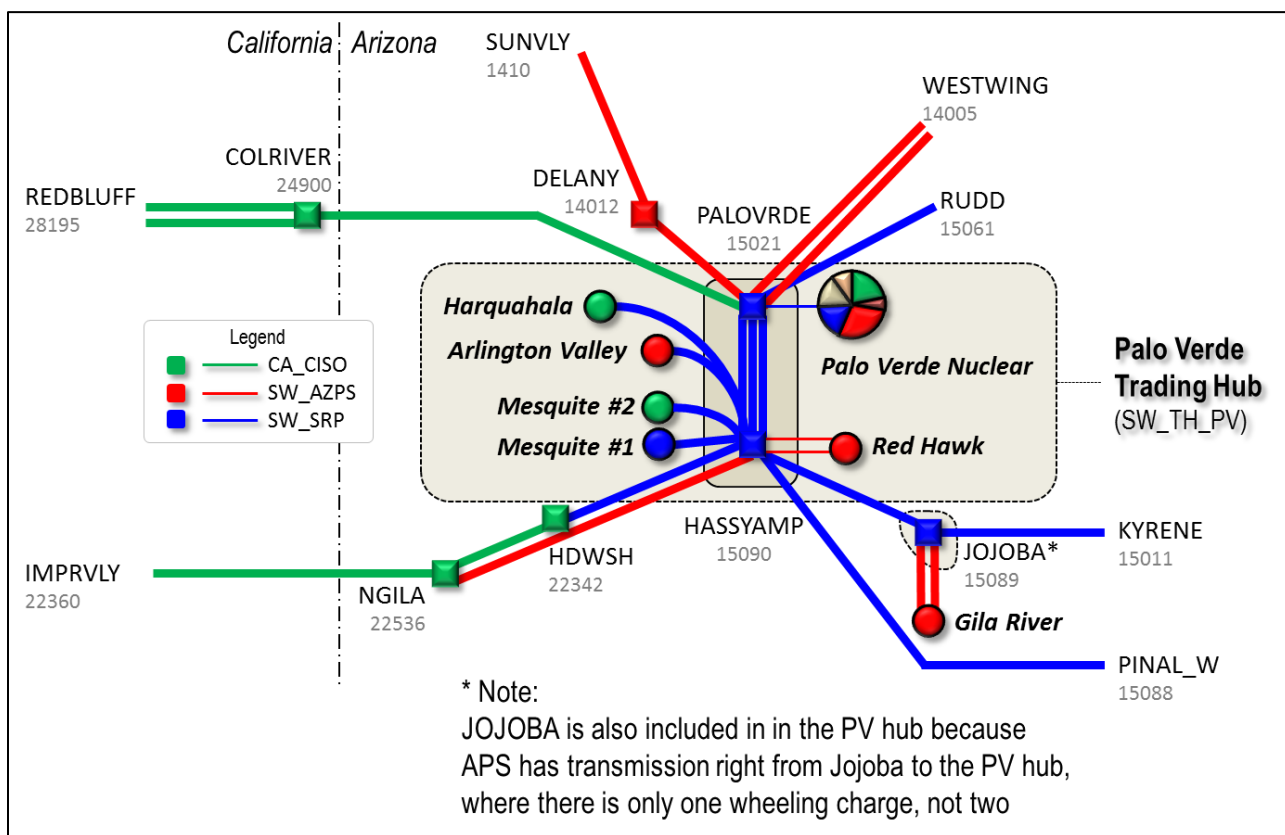 California
Arizona
SUNVLY
1410
WESTWING
14005
COLRIVER
24900
REDBLUFF
28195
DELANY
14012
PALOVRDE
15021
RUDD
15061
Harquahala
Arlington Valley
Mesquite #2
Mesquite #1
Palo Verde Nuclear
Red Hawk
Palo Verde
Trading Hub
(SW_TH_PV)
Legend
CA_CISO
SW_AZPS
SW_SRP
HASSYAMP
15090
HDWSH
22342
IMPRVLY
22360
NGILA
22536
JOJOBA*
15089
KYRENE
15011
Gila River
PINAL_W
15088
* Note:
JOJOBA is also included in in the PV hub because
APS has transmission right from Jojoba to the PV hub,
where there is only one wheeling charge, not two